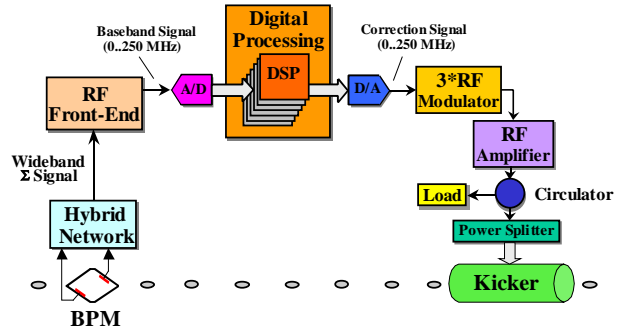 Baseband Signal
(0..250 MHz)
Digital
Processing
Correction Signal
(0..250 MHz)
RF
Front-End
A/D
DSP
D/A
3*RF
Modulator
RF
Amplifier
Wideband
Σ Signal
Load
Circulator
Hybrid
Network
Power Splitter
Kicker
BPM